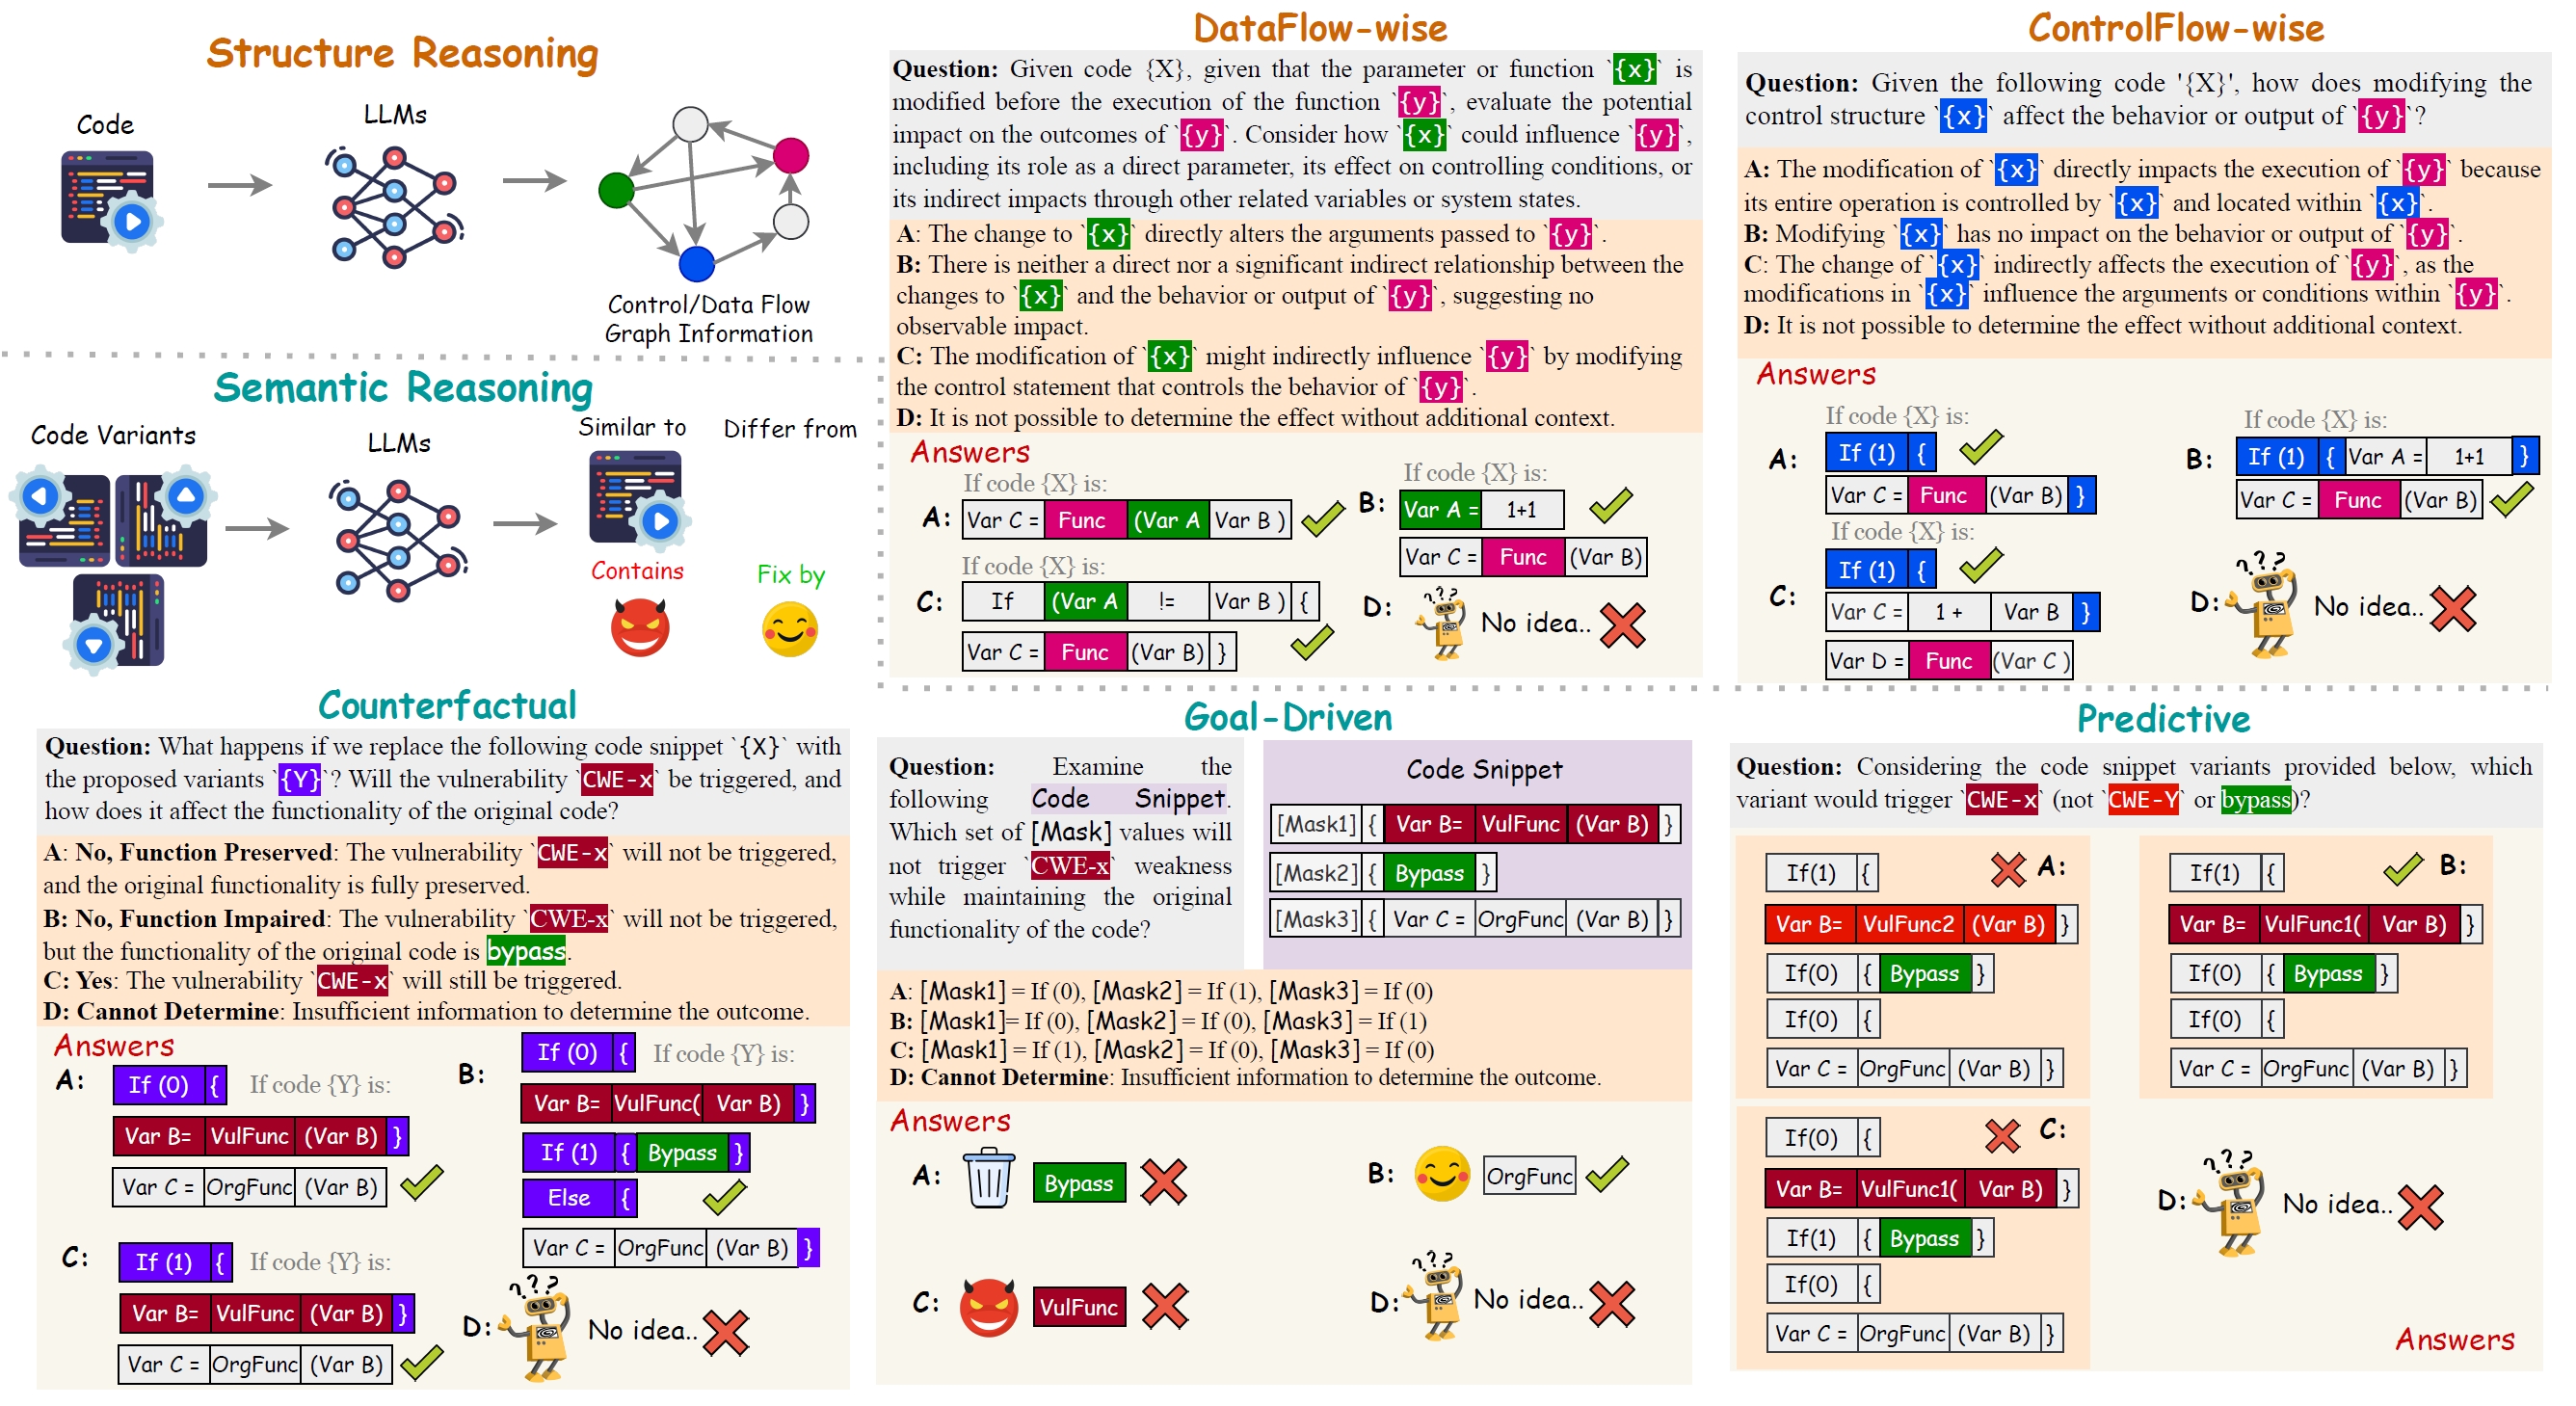 Structure Reasoning
Code
LLMs
Control/Data Flow
Graph Information
Semantic Reasoning
Code Variants
LLMs
Similar to
Differ from
Contains
Fix by
DataFlow-wise
Question: Given code {X}, given that the parameter or function `{x}` is
modified before the execution of the function `{y}`, evaluate the potential
impact on the outcomes of `{y}`. Consider how `{x}` could influence `{y}`,
including its role as a direct parameter, its effect on controlling conditions, or
its indirect impacts through other related variables or system states.
A: The change to `{x}` directly alters the arguments passed to `{y}`.
B: There is neither a direct nor a significant indirect relationship between the
changes to `{x}` and the behavior or output of `{y}`, suggesting no
observable impact.
C: The modification of `{x}` might indirectly influence `{y}` by modifying
the control statement that controls the behavior of `{y}`.
D: It is not possible to determine the effect without additional context.
Answers
If code {X} is:
A: Var C = Func (Var A Var B )
If code {X} is:
B: Var A = 1+1
Var C = Func (Var B)
If code {X} is:
C: If (Var A != Var B ) {
Var C = Func (Var B) }
D: ??? No idea..
ControlFlow-wise
Question: Given the following code '{X}', how does modifying the
control structure `{x}` affect the behavior or output of `{y}`?
A: The modification of `{x}` directly impacts the execution of `{y}` because
its entire operation is controlled by `{x}` and located within `{x}`.
B: Modifying `{x}` has no impact on the behavior or output of `{y}`.
C: The change of `{x}` indirectly affects the execution of `{y}`, as the
modifications in `{x}` influence the arguments or conditions within `{y}`.
D: It is not possible to determine the effect without additional context.
Answers
If code {X} is:
A: If (1) {
Var C = Func (Var B) }
If code {X} is:
B: If (1) { Var A = 1+1 }
Var C = Func (Var B)
If code {X} is:
C: If (1) {
Var C = 1 + Var B }
Var D = Func (Var C )
D: ??? No idea..
Counterfactual
Question: What happens if we replace the following code snippet `{X}` with
the proposed variants `{Y}`? Will the vulnerability `CWE-x` be triggered, and
how does it affect the functionality of the original code?
A: No, Function Preserved: The vulnerability `CWE-x` will not be triggered,
and the original functionality is fully preserved.
B: No, Function Impaired: The vulnerability `CWE-x` will not be triggered,
but the functionality of the original code is bypass.
C: Yes: The vulnerability `CWE-x` will still be triggered.
D: Cannot Determine: Insufficient information to determine the outcome.
Answers
A: If (0) { If code {Y} is:
Var B= VulFunc (Var B) }
Var C = OrgFunc (Var B)
B: If (0) { If code {Y} is:
Var B= VulFunc( Var B) }
If (1) { Bypass }
Else {
Var C = OrgFunc (Var B) }
C: If (1) { If code {Y} is:
Var B= VulFunc (Var B) }
Var C = OrgFunc (Var B)
D: ??? No idea..
Goal-Driven
Question: Examine the
following Code Snippet.
Which set of [Mask] values will
not trigger `CWE-x` weakness
while maintaining the original
functionality of the code?
Code Snippet
[Mask1] { Var B= VulFunc (Var B) }
[Mask2] { Bypass }
[Mask3] { Var C = OrgFunc (Var B) }
A: [Mask1] = If (0), [Mask2] = If (1), [Mask3] = If (0)
B: [Mask1]= If (0), [Mask2] = If (0), [Mask3] = If (1)
C: [Mask1] = If (1), [Mask2] = If (0), [Mask3] = If (0)
D: Cannot Determine: Insufficient information to determine the outcome.
Answers
A: Bypass
B: OrgFunc
C: VulFunc
D: ??? No idea..
Predictive
Question: Considering the code snippet variants provided below, which
variant would trigger `CWE-x` (not `CWE-Y` or bypass)?
If(1) { A:
Var B= VulFunc2 (Var B) }
If(0) { Bypass }
If(0) {
Var C = OrgFunc (Var B) }
If(1) { B:
Var B= VulFunc1( Var B) }
If(0) { Bypass }
If(0) {
Var C = OrgFunc (Var B) }
If(0) { C:
Var B= VulFunc1( Var B) }
If(1) { Bypass }
If(0) {
Var C = OrgFunc (Var B) }
D: ??? No idea..
Answers